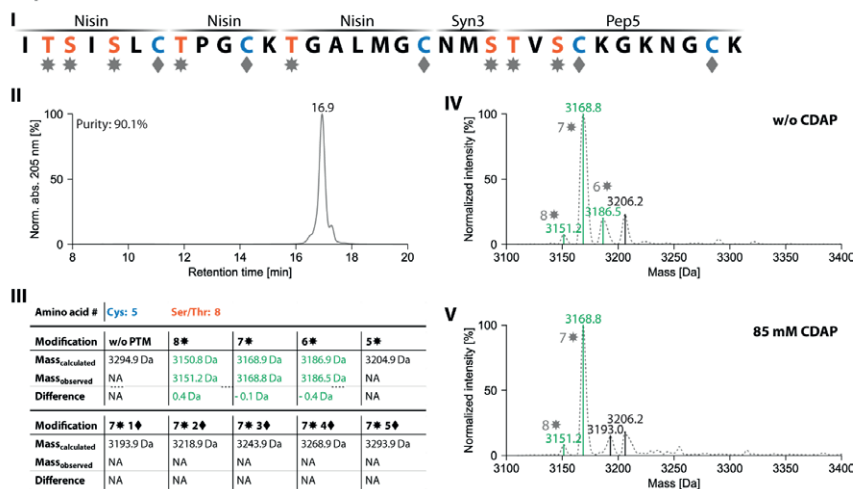 Nisin Nisin Nisin Syn3 Pep5
I
I T S I S L C T P G C K T G A L M G C N M S T V S C K G K N G C K
II
Purity: 90.1%
16.9
Norm. abs. 205 nm [%]
100
50
0
8 10 12 14 16 18 20
Retention time [min]
III
Amino acid # Cys: 5 Ser/Thr: 8
Modification w/o PTM 8✸ 7✸ 6✸ 5✸
Mass calculated 3294.9 Da 3150.8 Da 3168.9 Da 3186.9 Da 3204.9 Da
Mass observed NA 3151.2 Da 3168.8 Da 3186.5 Da NA
Difference NA 0.4 Da - 0.1 Da - 0.4 Da NA
Modification 7✸ 1♦ 7✸ 2♦ 7✸ 3♦ 7✸ 4♦ 7✸ 5♦
Mass calculated 3193.9 Da 3218.9 Da 3243.9 Da 3268.9 Da 3293.9 Da
Mass observed NA NA NA NA NA
Difference NA NA NA NA NA
IV
w/o CDAP
Normalized intensity [%]
100
50
0
3168.8
7✸
6✸
3206.2
3186.5
8✸
3151.2
3100 3150 3200 3250 3300 3350 3400
Mass [Da]
V
85 mM CDAP
Normalized intensity [%]
100
50
0
3168.8
7✸
3206.2
3193.0
8✸
3151.2
3100 3150 3200 3250 3300 3350 3400
Mass [Da]